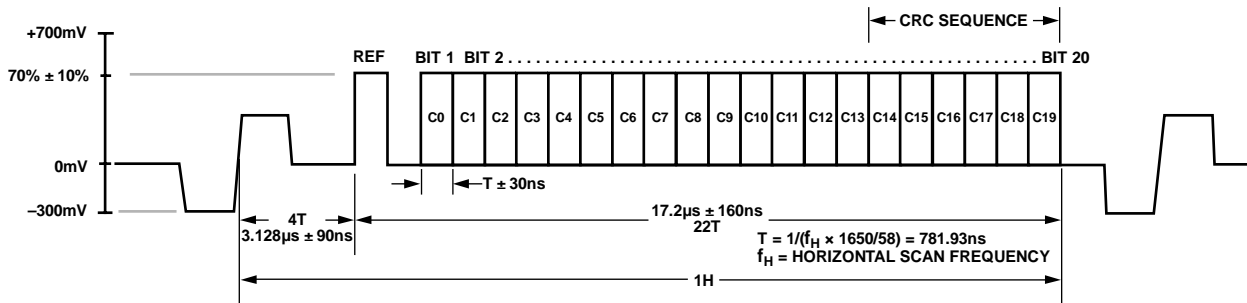 CRC SEQUENCE
+700mV
REF
BIT 1 BIT 2 . . . . . . . . . . . . . . . . . . . . . . . . . . . . . . . . . . . . . . . . . . . . . . . . . . . . . . . . . . . . . . . BIT 20
70% ± 10%
C0 C1 C2 C3 C4 C5 C6 C7 C8 C9 C10 C11 C12 C13 C14 C15 C16 C17 C18 C19
0mV
T ± 30ns
–300mV
4T
3.128µs ± 90ns
17.2µs ± 160ns
22T
T = 1/(fH × 1650/58) = 781.93ns
fH = HORIZONTAL SCAN FREQUENCY
1H